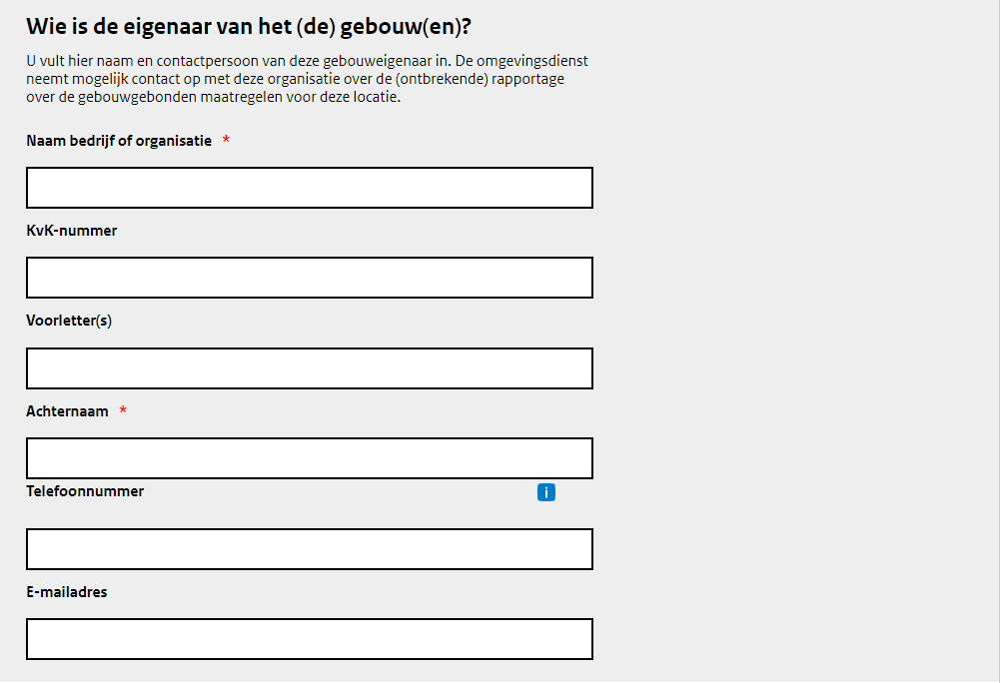 Wie is de eigenaar van het (de) gebouw(en)?
U vult hier naam en contactpersoon van deze gebouweigenaar in. De omgevingsdienst
neemt mogelijk contact op met deze organisatie over de (ontbrekende) rapportage
over de gebouwgebonden maatregelen voor deze locatie.
Naam bedrijf of organisatie *
KvK-nummer
Voorletter(s)
Achternaam *
Telefoonnummer i
E-mailadres